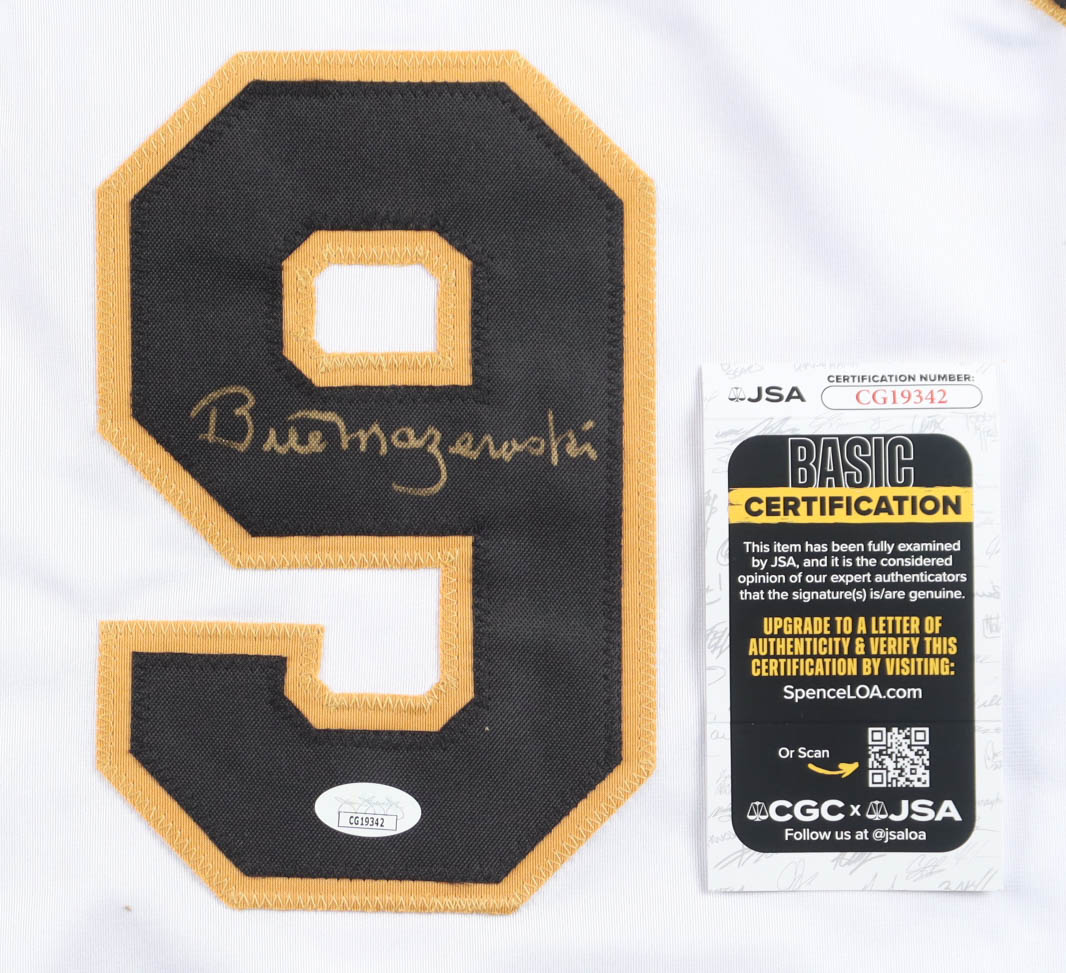 9
Bill Mazeroski
CG19342
JSA
CERTIFICATION NUMBER:
CG19342
BASIC
CERTIFICATION
This item has been fully examined
by JSA, and it is the considered
opinion of our expert authenticators
that the signature(s) is/are genuine.
UPGRADE TO A LETTER OF
AUTHENTICITY & VERIFY THIS
CERTIFICATION BY VISITING:
SpenceLOA.com
Or Scan
CGC x JSA
Follow us at @jsaloa